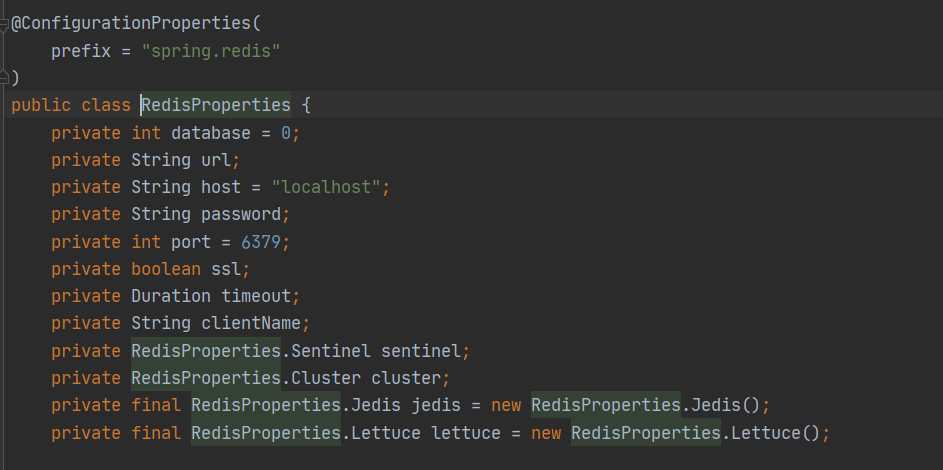 @ConfigurationProperties(
    prefix = "spring.redis"
)
public class RedisProperties {
    private int database = 0;
    private String url;
    private String host = "localhost";
    private String password;
    private int port = 6379;
    private boolean ssl;
    private Duration timeout;
    private String clientName;
    private RedisProperties.Sentinel sentinel;
    private RedisProperties.Cluster cluster;
    private final RedisProperties.Jedis jedis = new RedisProperties.Jedis();
    private final RedisProperties.Lettuce lettuce = new RedisProperties.Lettuce();